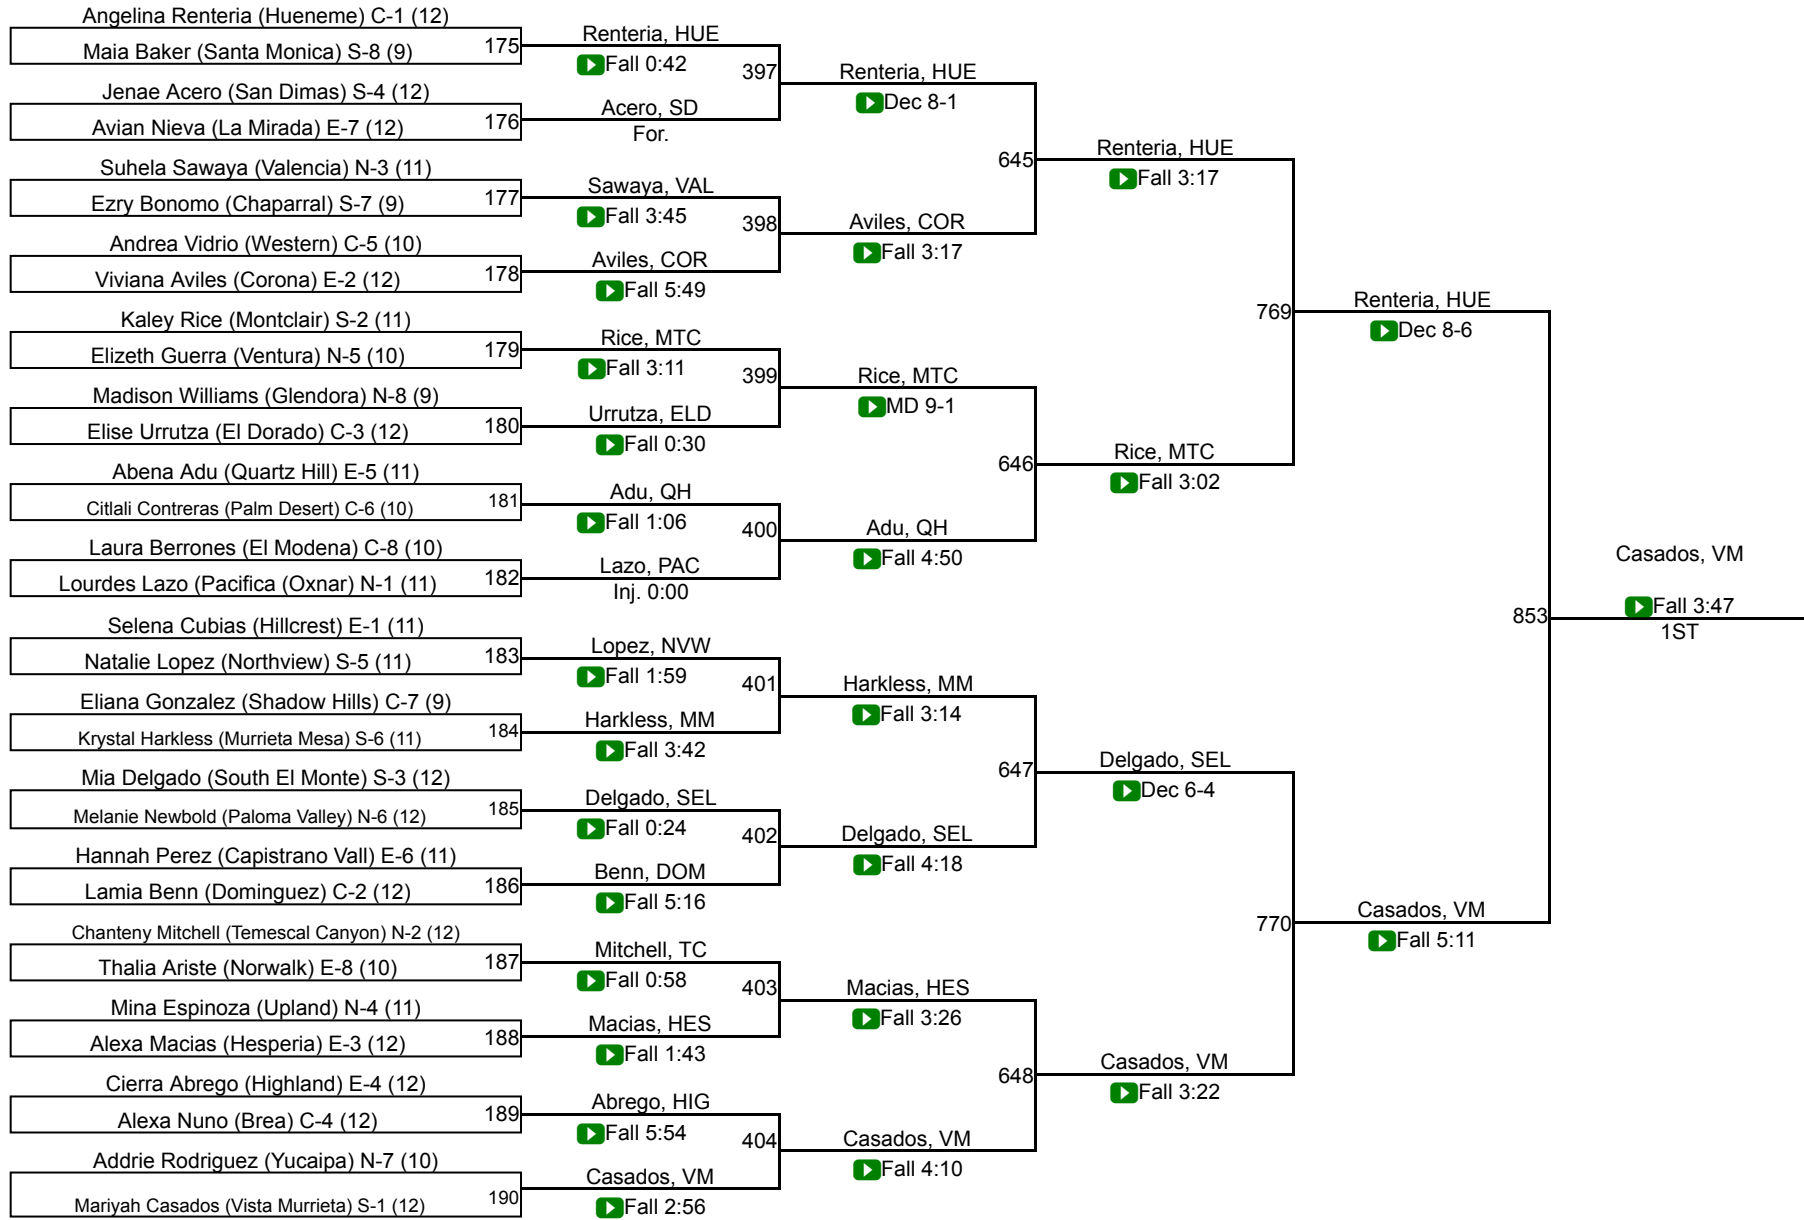 Angelina Renteria (Hueneme) C-1 (12)
175
Maia Baker (Santa Monica) S-8 (9)
Jenae Acero (San Dimas) S-4 (12)
176
Avian Nieva (La Mirada) E-7 (12)
Suhela Sawaya (Valencia) N-3 (11)
177
Ezry Bonomo (Chaparral) S-7 (9)
Andrea Vidrio (Western) C-5 (10)
178
Viviana Aviles (Corona) E-2 (12)
Kaley Rice (Montclair) S-2 (11)
179
Elizeth Guerra (Ventura) N-5 (10)
Madison Williams (Glendora) N-8 (9)
180
Elise Urrutza (El Dorado) C-3 (12)
Abena Adu (Quartz Hill) E-5 (11)
181
Citlali Contreras (Palm Desert) C-6 (10)
Laura Berrones (El Modena) C-8 (10)
182
Lourdes Lazo (Pacifica (Oxnar) N-1 (11)
Selena Cubias (Hillcrest) E-1 (11)
183
Natalie Lopez (Northview) S-5 (11)
Eliana Gonzalez (Shadow Hills) C-7 (9)
184
Krystal Harkless (Murrieta Mesa) S-6 (11)
Mia Delgado (South El Monte) S-3 (12)
185
Melanie Newbold (Paloma Valley) N-6 (12)
Hannah Perez (Capistrano Vall) E-6 (11)
186
Lamia Benn (Dominguez) C-2 (12)
Chanteny Mitchell (Temescal Canyon) N-2 (12)
187
Thalia Ariste (Norwalk) E-8 (10)
Mina Espinoza (Upland) N-4 (11)
188
Alexa Macias (Hesperia) E-3 (12)
Cierra Abrego (Highland) E-4 (12)
189
Alexa Nuno (Brea) C-4 (12)
Addrie Rodriguez (Yucaipa) N-7 (10)
190
Mariyah Casados (Vista Murrieta) S-1 (12)
Renteria, HUE
Fall 0:42
397
Acero, SD
For.
Sawaya, VAL
Fall 3:45
398
Aviles, COR
Fall 5:49
Rice, MTC
Fall 3:11
399
Urrutza, ELD
Fall 0:30
Adu, QH
Fall 1:06
400
Lazo, PAC
Inj. 0:00
Lopez, NVW
Fall 1:59
401
Harkless, MM
Fall 3:42
Delgado, SEL
Fall 0:24
402
Benn, DOM
Fall 5:16
Mitchell, TC
Fall 0:58
403
Macias, HES
Fall 1:43
Abrego, HIG
Fall 5:54
404
Casados, VM
Fall 2:56
Renteria, HUE
Dec 8-1
645
Aviles, COR
Fall 3:17
Rice, MTC
MD 9-1
646
Adu, QH
Fall 4:50
Harkless, MM
Fall 3:14
647
Delgado, SEL
Fall 4:18
Macias, HES
Fall 3:26
648
Casados, VM
Fall 4:10
Renteria, HUE
Fall 3:17
769
Rice, MTC
Fall 3:02
Delgado, SEL
Dec 6-4
770
Casados, VM
Fall 3:22
Renteria, HUE
Dec 8-6
853
Casados, VM
Fall 5:11
Casados, VM
Fall 3:47
1ST